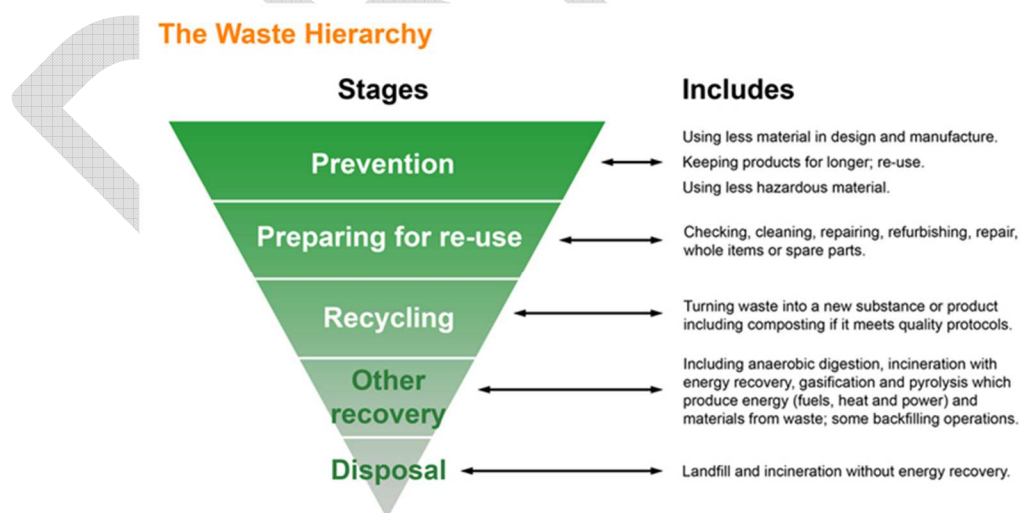 The Waste Hierarchy
Stages
Includes
Prevention
Using less material in design and manufacture.
Keeping products for longer; re-use.
Using less hazardous material.
Preparing for re-use
Checking, cleaning, repairing, refurbishing, repair,
whole items or spare parts.
Recycling
Turning waste into a new substance or product
including composting if it meets quality protocols.
Other
recovery
Including anaerobic digestion, incineration with
energy recovery, gasification and pyrolysis which
produce energy (fuels, heat and power) and
materials from waste; some backfilling operations.
Disposal
Landfill and incineration without energy recovery.